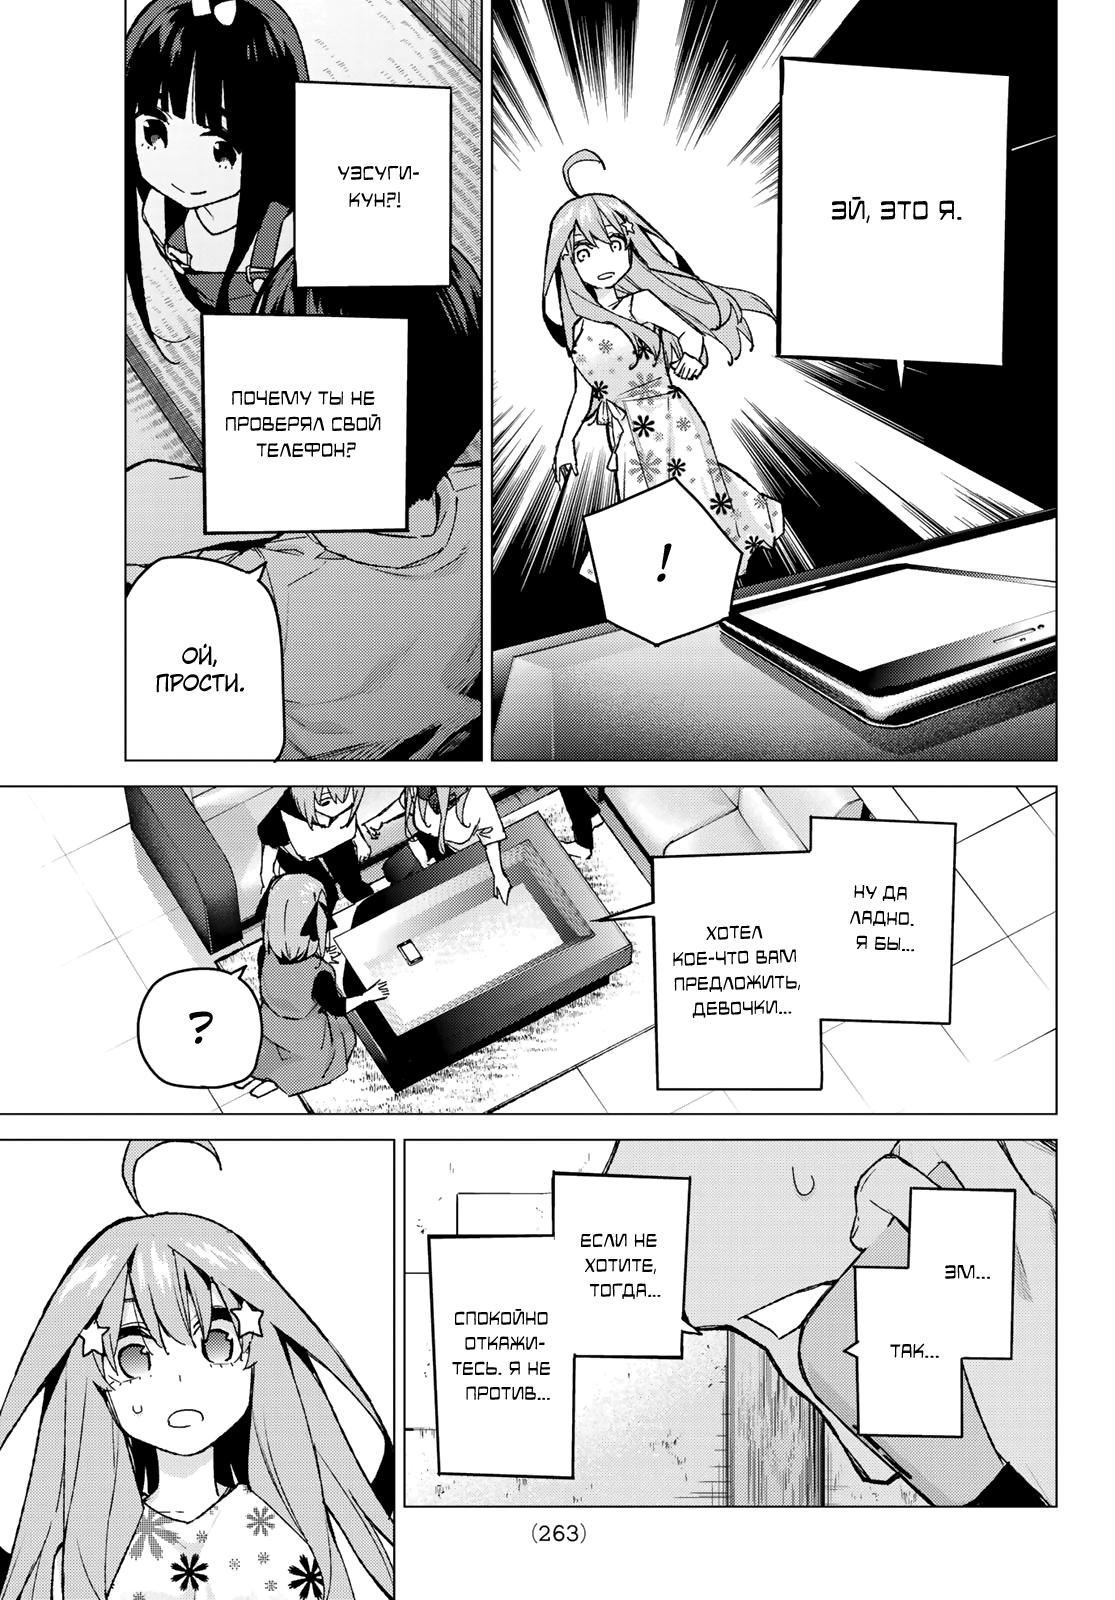 ЭЙ, ЭТО Я.
!
УЭСУГИ-
КУН?!
ПОЧЕМУ ТЫ НЕ
ПРОВЕРЯЛ СВОЙ
ТЕЛЕФОН?
ОЙ,
ПРОСТИ.
НУ ДА
ЛАДНО.
Я БЫ...
ХОТЕЛ
КОЕ-ЧТО ВАМ
ПРЕДЛОЖИТЬ,
ДЕВОЧКИ...
?
ЭМ...
ТАК...
ЕСЛИ НЕ
ХОТИТЕ,
ТОГДА...
СПОКОЙНО
ОТКАЖИ-
ТЕСЬ. Я НЕ
ПРОТИВ...
(263)